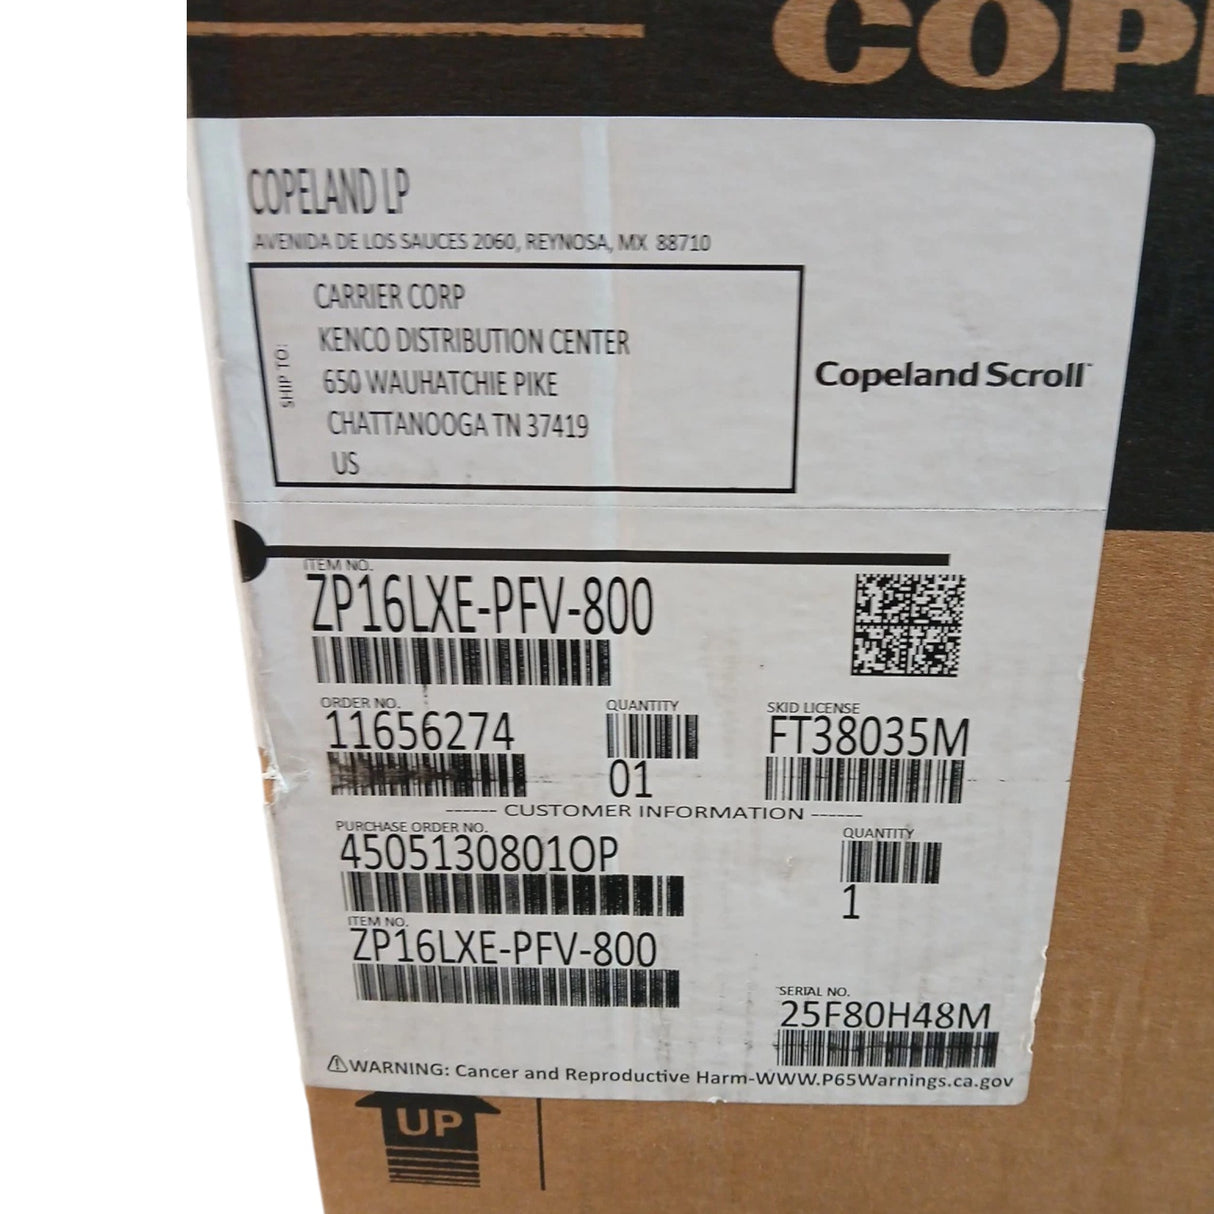 COPELAND LP
AVENIDA DE LOS SAUCES 2060, REYNOSA, MX 88710
SHIP TO:
CARRIER CORP
KENCO DISTRIBUTION CENTER
650 WAUHATCHIE PIKE
CHATTANOOGA TN 37419
US
Copeland Scroll™
ITEM NO.
ZP16LXE-PFV-800
ORDER NO.
11656274
QUANTITY
01
SKID LICENSE
FT38035M
------ CUSTOMER INFORMATION ------
PURCHASE ORDER NO.
4505130801OP
QUANTITY
1
ITEM NO.
ZP16LXE-PFV-800
SERIAL NO.
25F80H48M
⚠WARNING: Cancer and Reproductive Harm-WWW.P65Warnings.ca.gov
UP